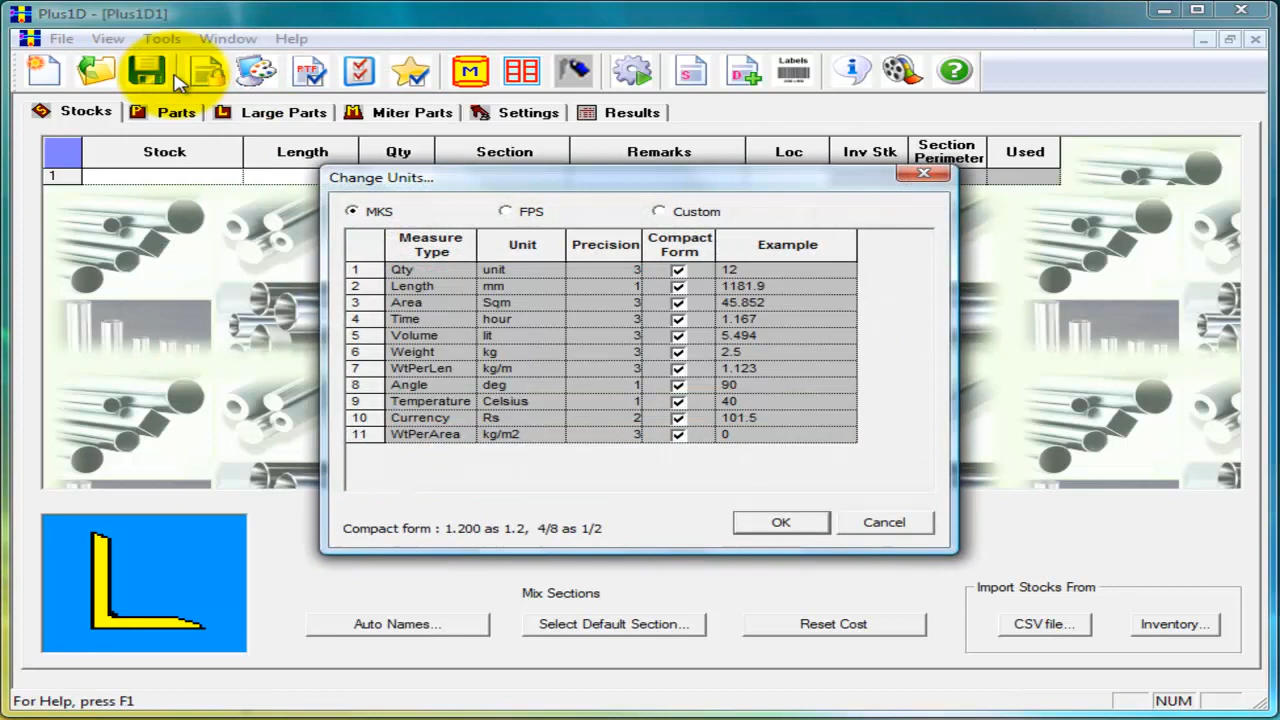 Plus1D - [Plus1D1]
File View Tools Window Help
RTF M S D Labels
Stocks Parts Large Parts Miter Parts Settings Results
Stock Length Qty Section Remarks Loc Inv Stk Section Perimeter Used
1
Change Units...
MKS FPS Custom
Measure Type Unit Precision Compact Form Example
1 Qty unit 3 12
2 Length mm 1 1181.9
3 Area Sqm 3 45.852
4 Time hour 3 1.167
5 Volume lit 3 5.494
6 Weight kg 3 2.5
7 WtPerLen kg/m 3 1.123
8 Angle deg 1 90
9 Temperature Celsius 1 40
10 Currency Rs 2 101.5
11 WtPerArea kg/m2 3 0
Compact form : 1.200 as 1.2, 4/8 as 1/2
OK Cancel
Mix Sections
Import Stocks From
Auto Names... Select Default Section... Reset Cost CSV file... Inventory...
For Help, press F1
NUM